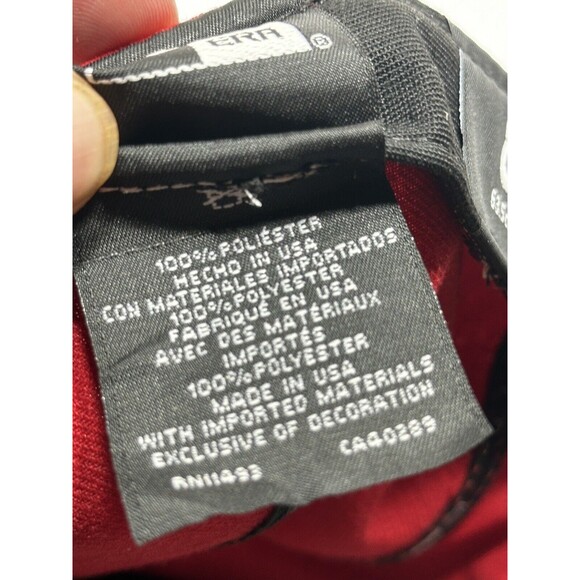 ERA
®
100% POLIÉSTER
HECHO IN USA
CON MATERIALES IMPORTADOS
100% POLYESTER
FABRIQUÉ EN USA
AVEC DES MATÉRIAUX
IMPORTÉS
100% POLYESTER
MADE IN USA
WITH IMPORTED MATERIALS
EXCLUSIVE OF DECORATION
RN11493 CA40289